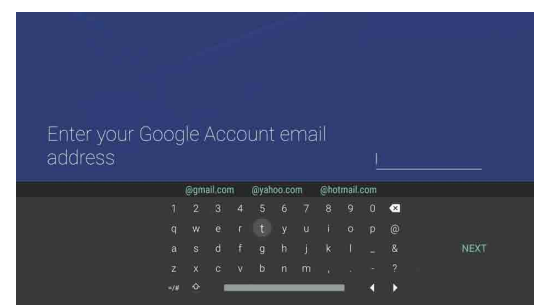 Enter your Google Account email
address
@gmail.com @yahoo.com @hotmail.com
1 2 3 4 5 6 7 8 9 0
q w e r t y u i o p @
a s d f g h j k l _ &
z x c v b n m , . - ?
NEXT
=/#